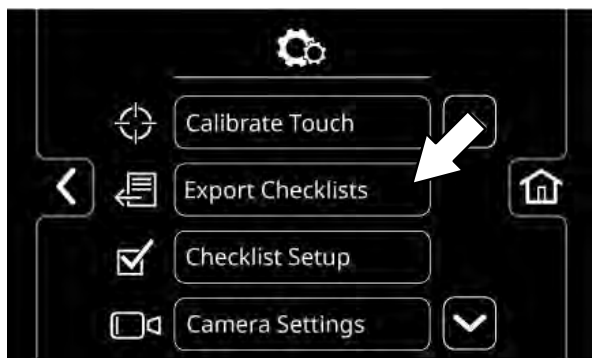 Calibrate Touch
Export Checklists
Checklist Setup
Camera Settings